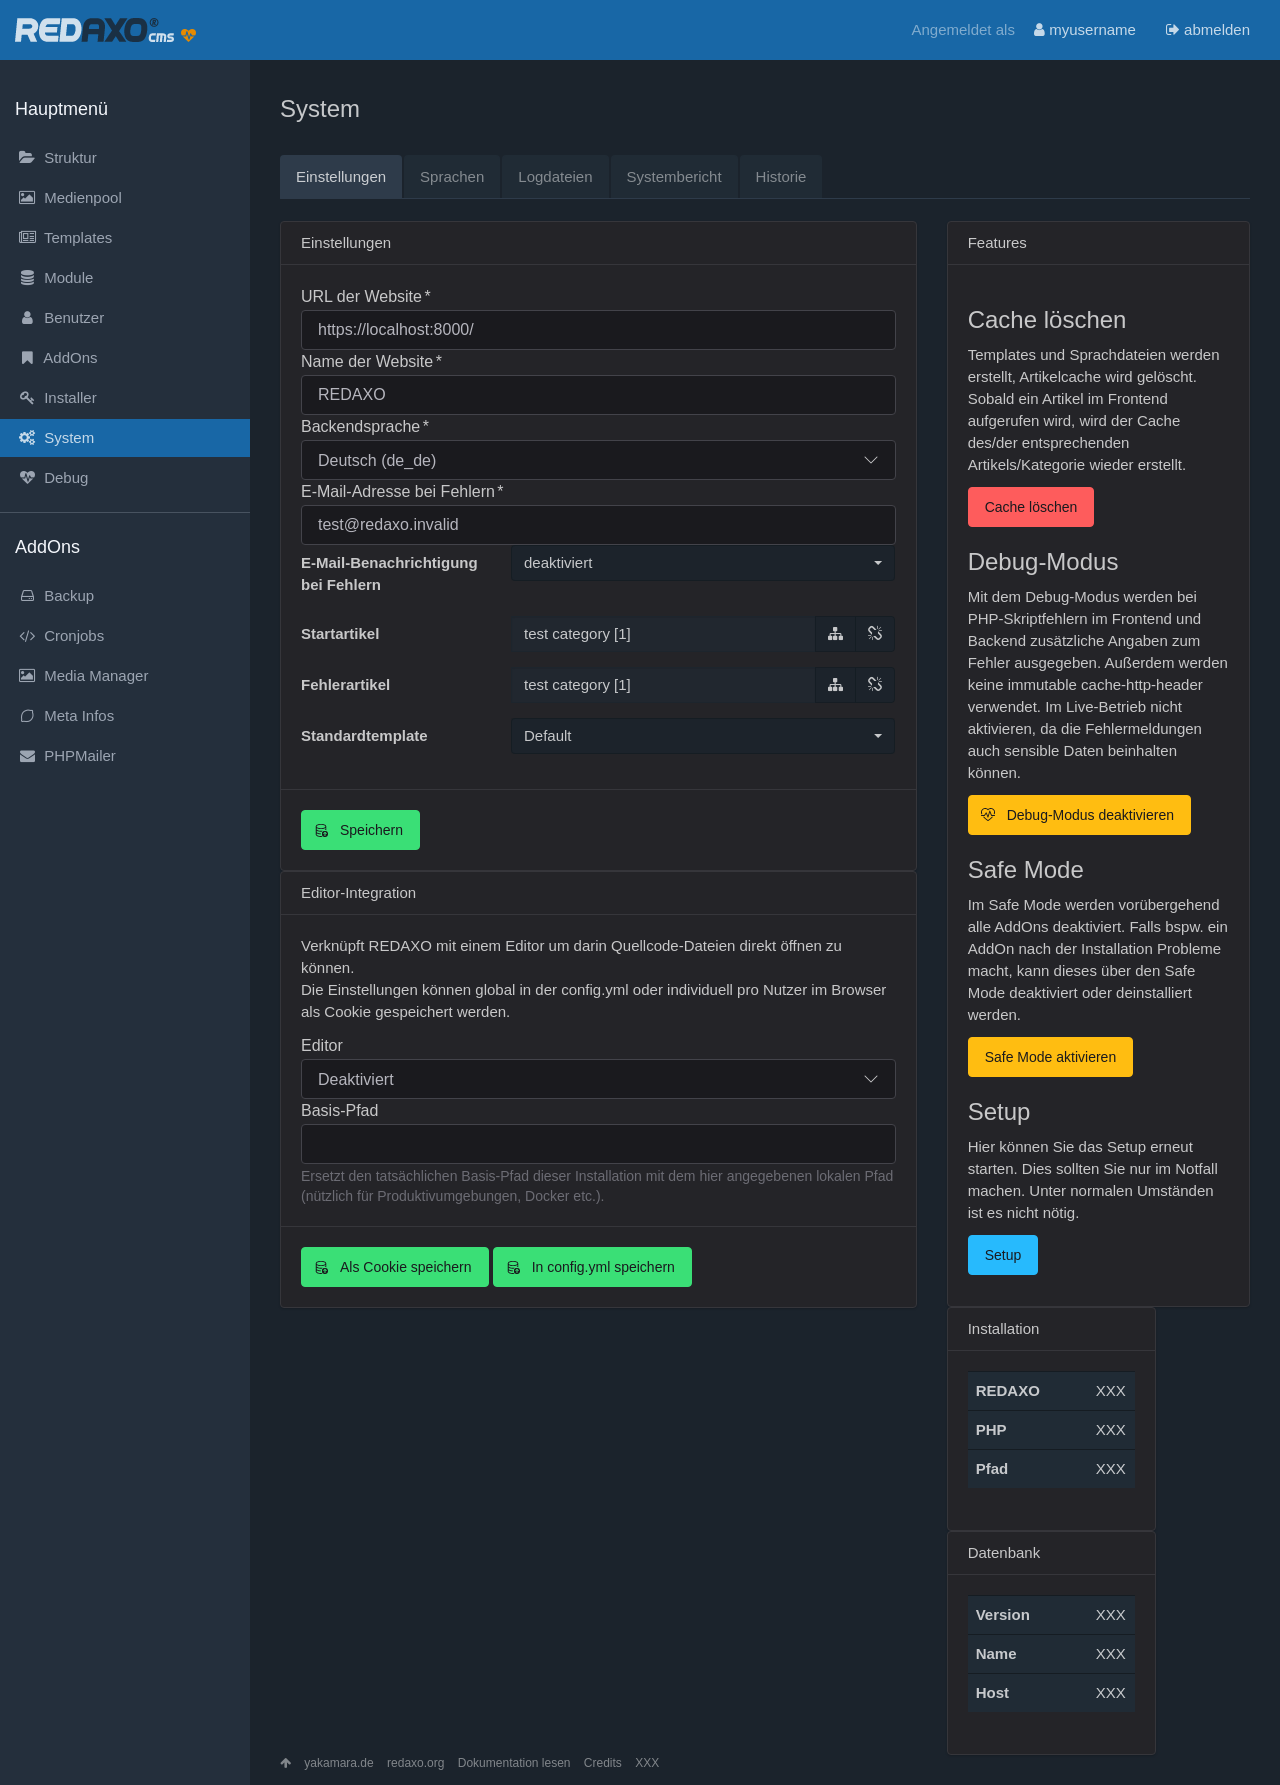 REDAXO® cms
Angemeldet als myusername abmelden
Hauptmenü
Struktur
Medienpool
Templates
Module
Benutzer
AddOns
Installer
System
Debug
AddOns
Backup
Cronjobs
Media Manager
Meta Infos
PHPMailer
System
Einstellungen Sprachen Logdateien Systembericht Historie
Einstellungen
URL der Website *
https://localhost:8000/
Name der Website *
REDAXO
Backendsprache *
Deutsch (de_de)
E-Mail-Adresse bei Fehlern *
test@redaxo.invalid
E-Mail-Benachrichtigung
bei Fehlern
deaktiviert
Startartikel
test category [1]
Fehlerartikel
test category [1]
Standardtemplate
Default
Speichern
Editor-Integration
Verknüpft REDAXO mit einem Editor um darin Quellcode-Dateien direkt öffnen zu
können.
Die Einstellungen können global in der config.yml oder individuell pro Nutzer im Browser
als Cookie gespeichert werden.
Editor
Deaktiviert
Basis-Pfad
Ersetzt den tatsächlichen Basis-Pfad dieser Installation mit dem hier angegebenen lokalen Pfad
(nützlich für Produktivumgebungen, Docker etc.).
Als Cookie speichern In config.yml speichern
Features
Cache löschen
Templates und Sprachdateien werden
erstellt, Artikelcache wird gelöscht.
Sobald ein Artikel im Frontend
aufgerufen wird, wird der Cache
des/der entsprechenden
Artikels/Kategorie wieder erstellt.
Cache löschen
Debug-Modus
Mit dem Debug-Modus werden bei
PHP-Skriptfehlern im Frontend und
Backend zusätzliche Angaben zum
Fehler ausgegeben. Außerdem werden
keine immutable cache-http-header
verwendet. Im Live-Betrieb nicht
aktivieren, da die Fehlermeldungen
auch sensible Daten beinhalten
können.
Debug-Modus deaktivieren
Safe Mode
Im Safe Mode werden vorübergehend
alle AddOns deaktiviert. Falls bspw. ein
AddOn nach der Installation Probleme
macht, kann dieses über den Safe
Mode deaktiviert oder deinstalliert
werden.
Safe Mode aktivieren
Setup
Hier können Sie das Setup erneut
starten. Dies sollten Sie nur im Notfall
machen. Unter normalen Umständen
ist es nicht nötig.
Setup
Installation
REDAXO XXX
PHP XXX
Pfad XXX
Datenbank
Version XXX
Name XXX
Host XXX
yakamara.de redaxo.org Dokumentation lesen Credits XXX